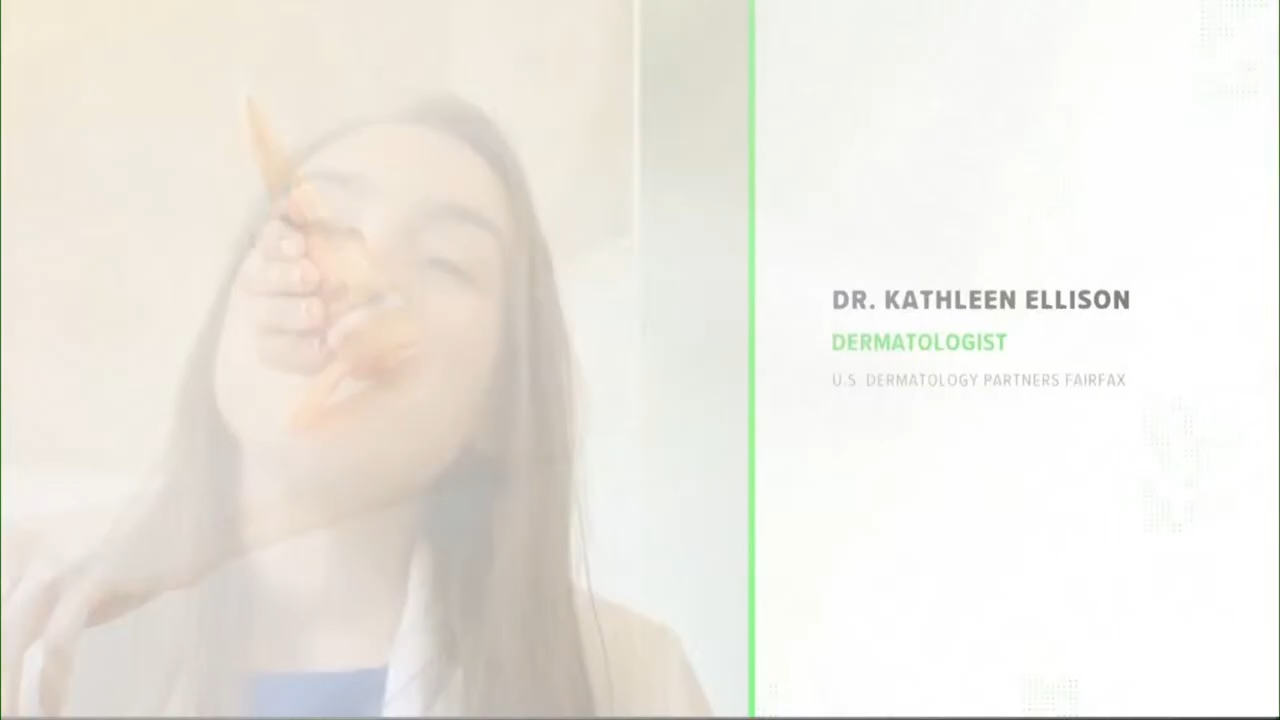 DR. KATHLEEN ELLISON
DERMATOLOGIST
U.S. DERMATOLOGY PARTNERS FAIRFAX